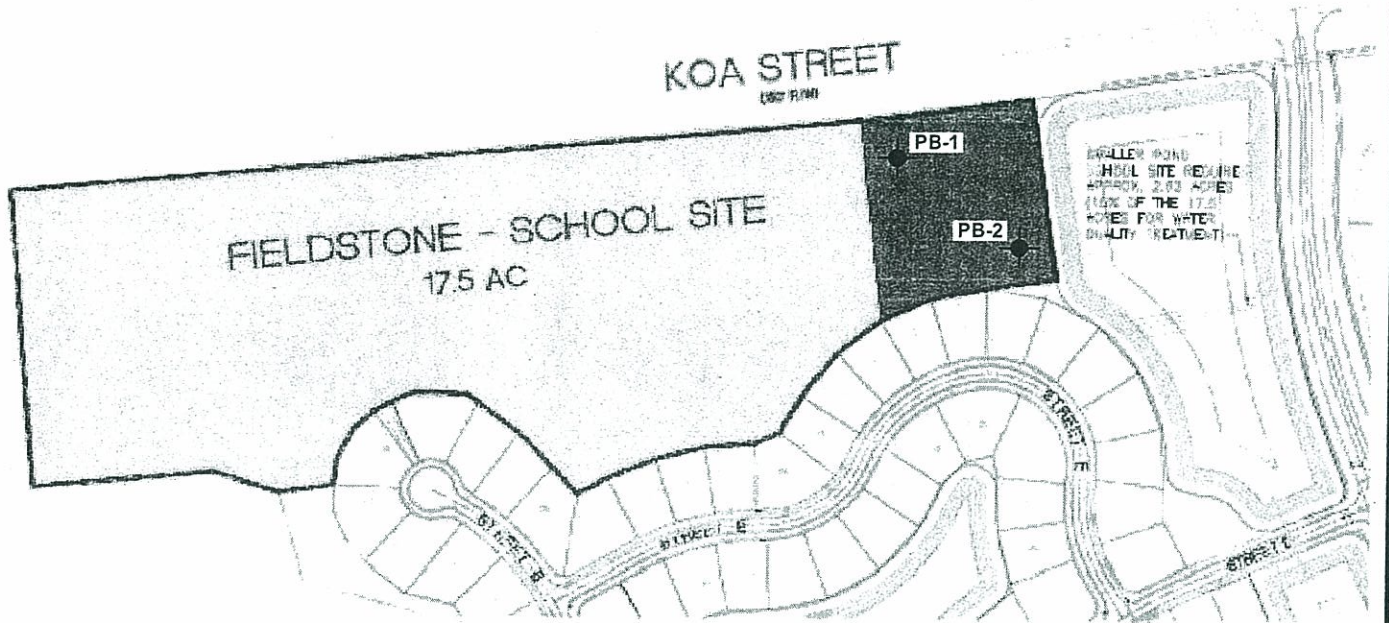 KOA STREET
PB-1
PB-2
FIELDSTONE - SCHOOL SITE
17.5 AC
SCHOOL SITE REQUIRE
APPROX. 2.63 ACRES
OF THE 17.5
ACRES FOR WATER
QUALITY TREATMENT
STREET E
STREET B
STREET E
STREET